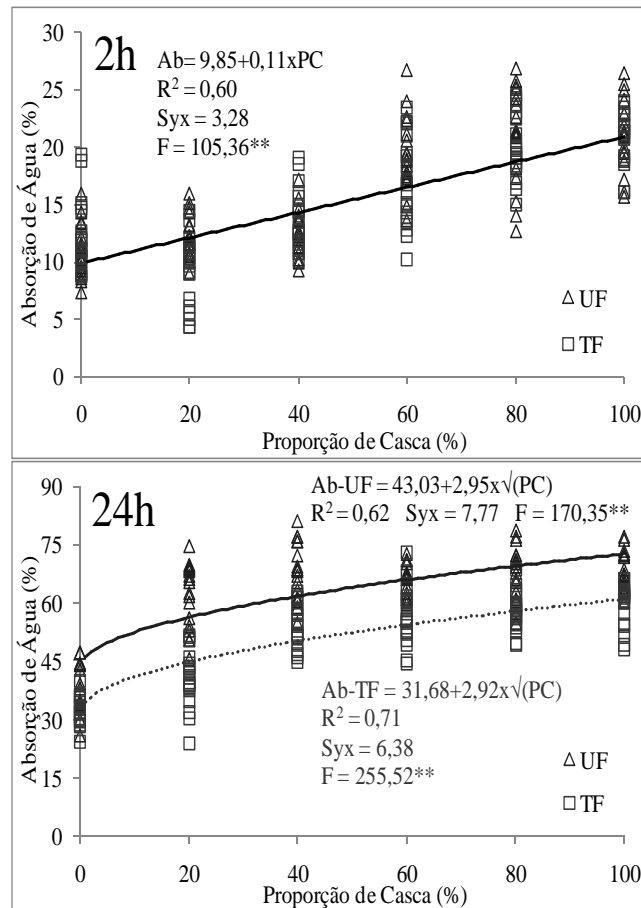 2h
Ab= 9,85+0,11xPC
R² = 0,60
Syx = 3,28
F = 105,36**
Absorção de Água (%)
30
25
20
15
10
5
0
0 20 40 60 80 100
Proporção de Casca (%)
UF
TF
24h
Ab-UF = 43,03+2,95x√(PC)
R² = 0,62 Syx = 7,77 F = 170,35**
Absorção de Água (%)
90
75
60
45
30
15
0
Ab-TF = 31,68+2,92x√(PC)
R² = 0,71
Syx = 6,38
F = 255,52**
UF
TF
0 20 40 60 80 100
Proporção de Casca (%)